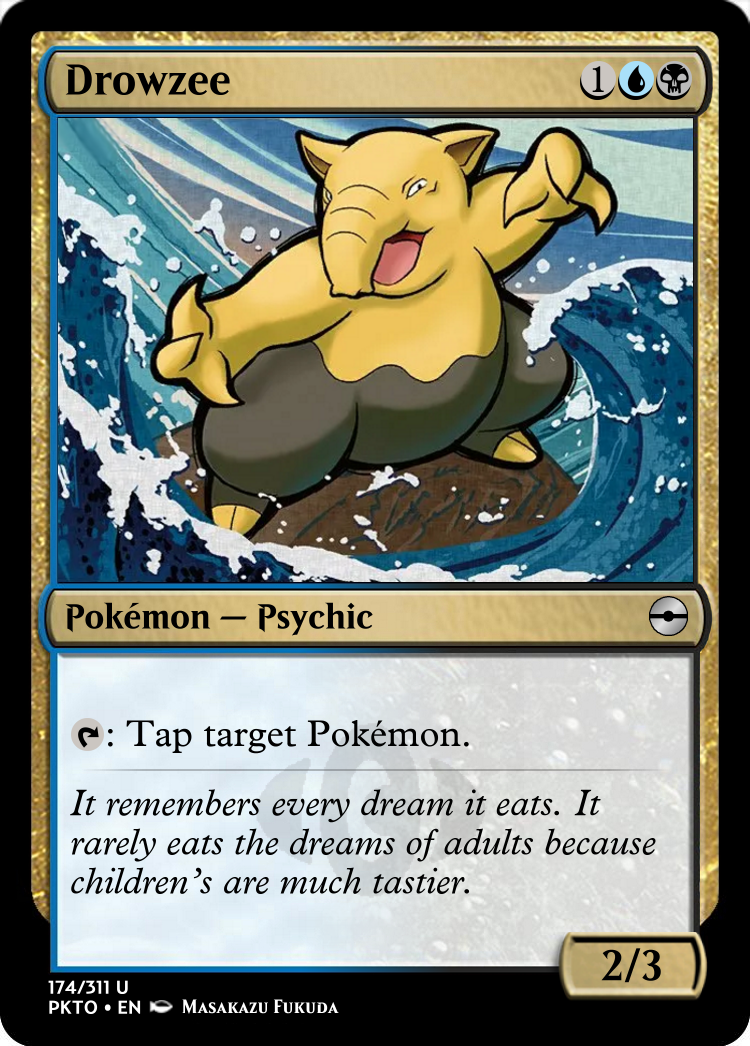 Drowzee 1
Pokémon — Psychic
: Tap target Pokémon.
It remembers every dream it eats. It
rarely eats the dreams of adults because
children's are much tastier.
2/3
174/311 U
PKTO • EN Masakazu Fukuda